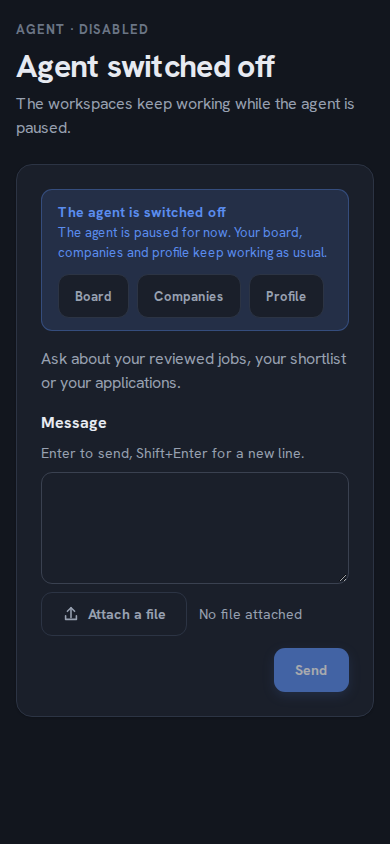 AGENT · DISABLED
Agent switched off
The workspaces keep working while the agent is
paused.
The agent is switched off
The agent is paused for now. Your board,
companies and profile keep working as usual.
Board
Companies
Profile
Ask about your reviewed jobs, your shortlist
or your applications.
Message
Enter to send, Shift+Enter for a new line.
Attach a file
No file attached
Send